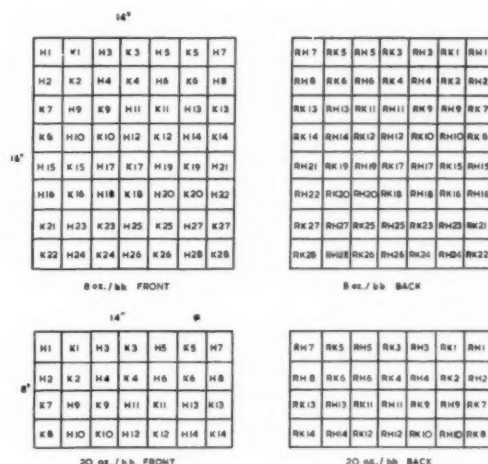 14"
H1 K1 H3 K3 H5 K5 H7
H2 K2 H4 K4 H6 K6 H8
K7 H9 K9 H11 K11 H13 K13
K8 H10 K10 H12 K12 H14 K14
16"
H15 K15 H17 K17 H19 K19 H21
H16 K16 H18 K18 H20 K20 H22
K21 H23 K23 H25 K25 H27 K27
K22 H24 K24 H26 K26 H28 K28
8 oz./bb FRONT
RH7 RK5 RH5 RK3 RH3 RK1 RH1
RH8 RK6 RH6 RK4 RH4 RK2 RH2
RK13 RH13 RK11 RH11 RK9 RH9 RK7
RK14 RH14 RK12 RH12 RK10 RH10 RK8
RH21 RK19 RH19 RK17 RH17 RK15 RH15
RH22 RK20 RH20 RK18 RH18 RK16 RH16
RK27 RH27 RK25 RH25 RK23 RH23 RK21
RK28 RH28 RK26 RH26 RK24 RH24 RK22
8 oz./bb BACK
14"
H1 K1 H3 K3 H5 K5 H7
8"
H2 K2 H4 K4 H6 K6 H8
K7 H9 K9 H11 K11 H13 K13
K8 H10 K10 H12 K12 H14 K14
20 oz./bb FRONT
RH7 RK5 RH5 RK3 RH3 RK1 RH1
RH8 RK6 RH6 RK4 RH4 RK2 RH2
RK13 RH13 RK11 RH11 RK9 RH9 RK7
RK14 RH14 RK12 RH12 RK10 RH10 RK8
20 oz./bb BACK